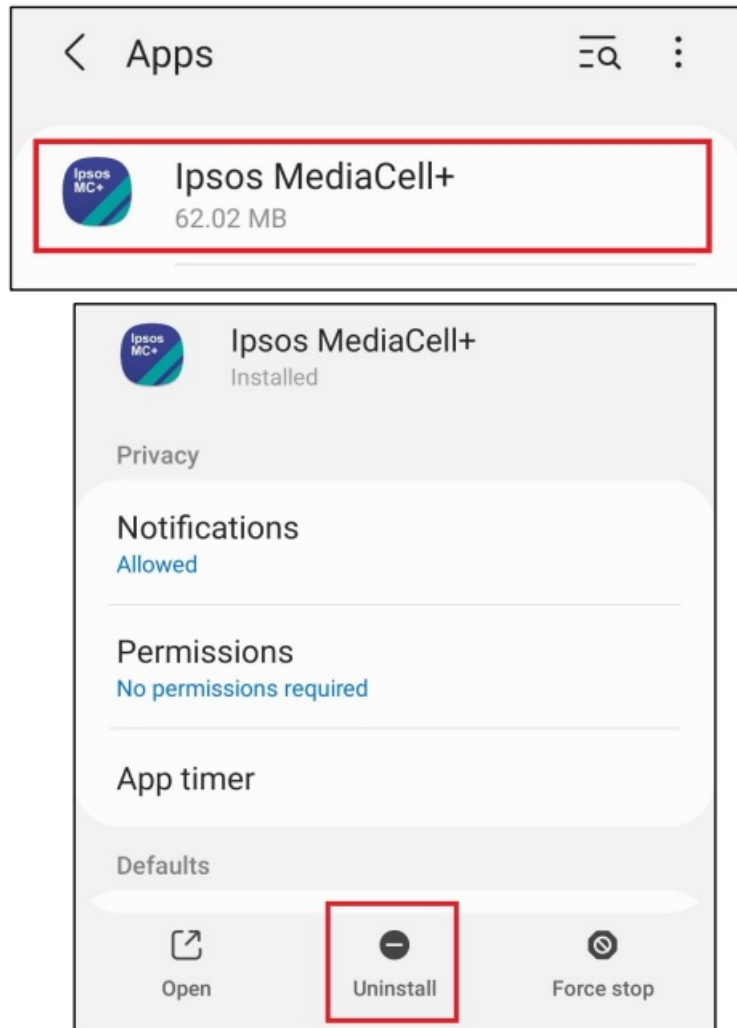 Apps
Ipsos
MC+
Ipsos MediaCell+
62.02 MB
Ipsos
MC+
Ipsos MediaCell+
Installed
Privacy
Notifications
Allowed
Permissions
No permissions required
App timer
Defaults
Open
Uninstall
Force stop